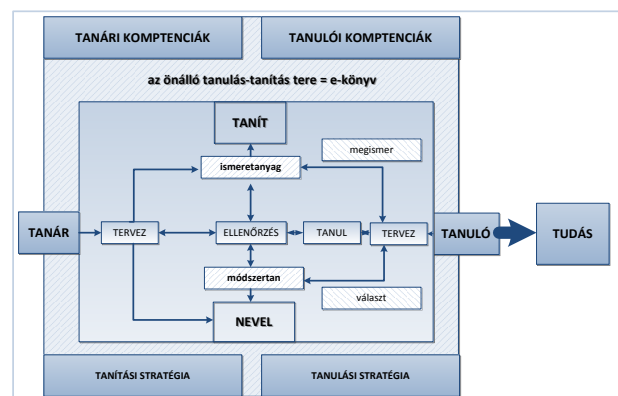 TANÁRI KOMPTENCIÁK
TANULÓI KOMPTENCIÁK
az önálló tanulás-tanítás tere = e-könyv
TANÍT
megismer
ismeretanyag
TANÁR
TERVEZ
ELLENŐRZÉS
TANUL
TERVEZ
TANULÓ
TUDÁS
módszertan
választ
NEVEL
TANÍTÁSI STRATÉGIA
TANULÁSI STRATÉGIA